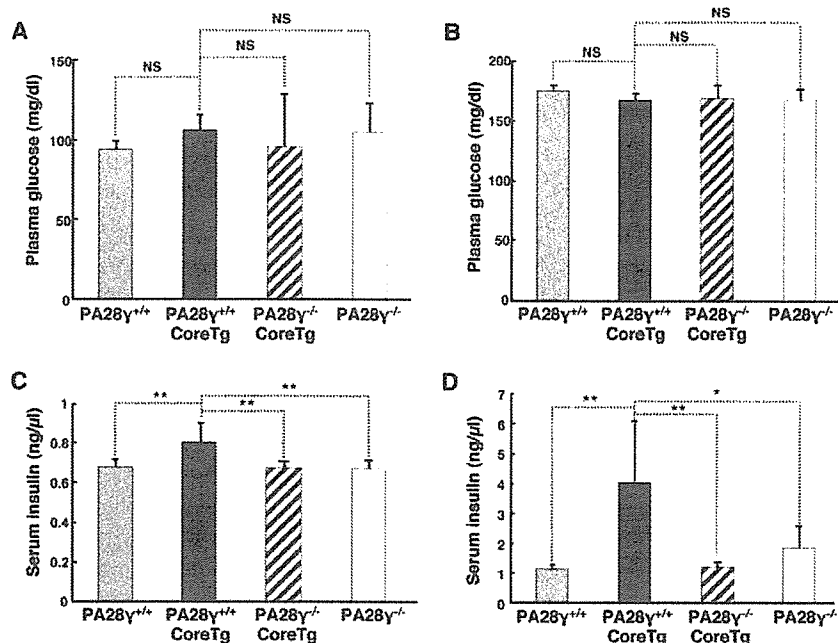 A
NS
NS
NS
Plasma glucose (mg/dl)
150
100
50
0
PA28γ+/+
PA28γ+/+
CoreTg
PA28γ-/-
CoreTg
PA28γ-/-
B
NS
NS
NS
Plasma glucose (mg/dl)
200
150
100
50
0
PA28γ+/+
PA28γ+/+
CoreTg
PA28γ-/-
CoreTg
PA28γ-/-
C
**
**
**
Serum insulin (ng/μl)
1
0.8
0.6
0.4
0.2
0
PA28γ+/+
PA28γ+/+
CoreTg
PA28γ-/-
CoreTg
PA28γ-/-
D
*
**
**
Serum insulin (ng/μl)
7
6
5
4
3
2
1
0
PA28γ+/+
PA28γ+/+
CoreTg
PA28γ-/-
CoreTg
PA28γ-/-